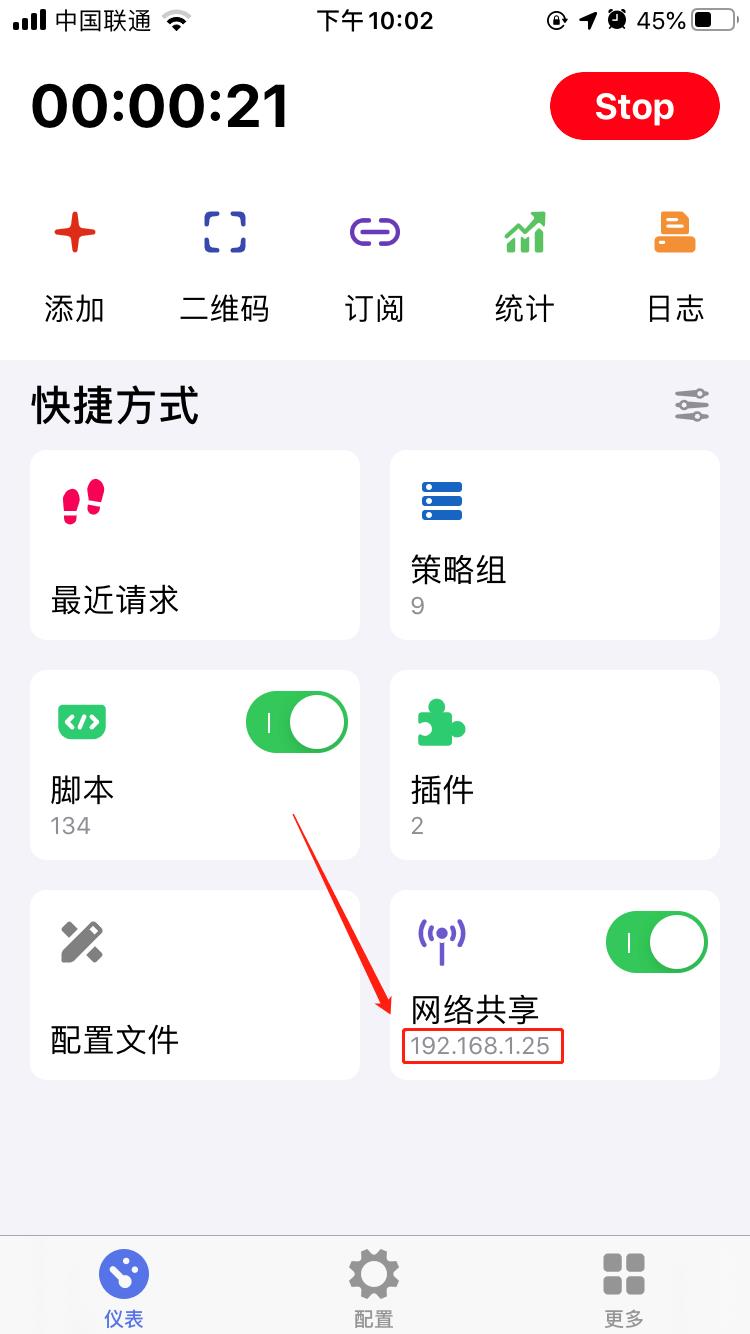 中国联通 下午10:02 45%
00:00:21 Stop
添加 二维码 订阅 统计 日志
快捷方式
最近请求
策略组
9
脚本
134
插件
2
配置文件
网络共享
192.168.1.25
仪表 配置 更多